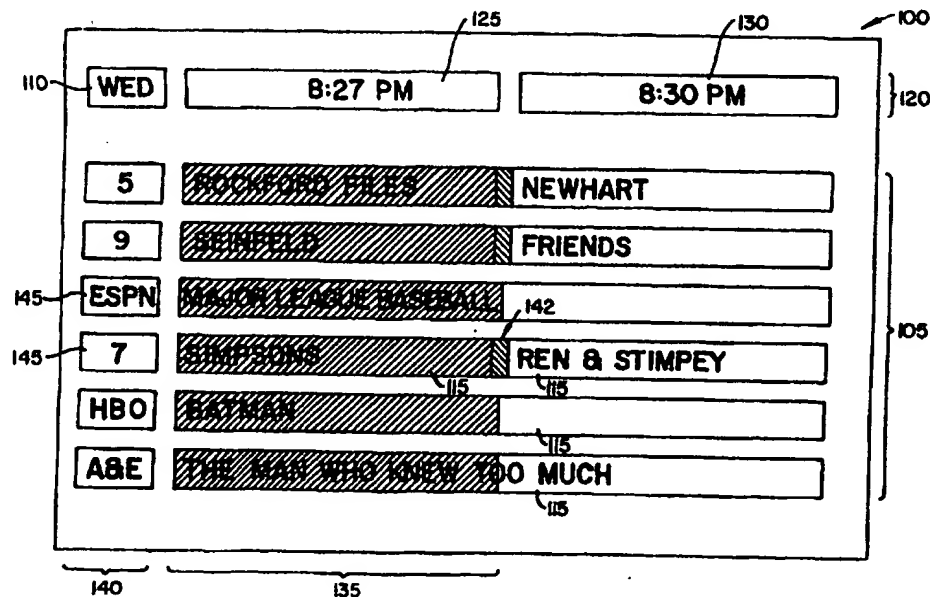 125
130
100
110
WED
8:27 PM
8:30 PM
120
5
ROCKFORD FILES
NEWHART
9
SEINFELD
FRIENDS
145
ESPN
MAJOR LEAGUE BASEBALL
142
105
145
7
SIMPSONS
REN & STIMPEY
115
115
HBO
BATMAN
115
A&E
THE MAN WHO KNEW TOO MUCH
115
140
135